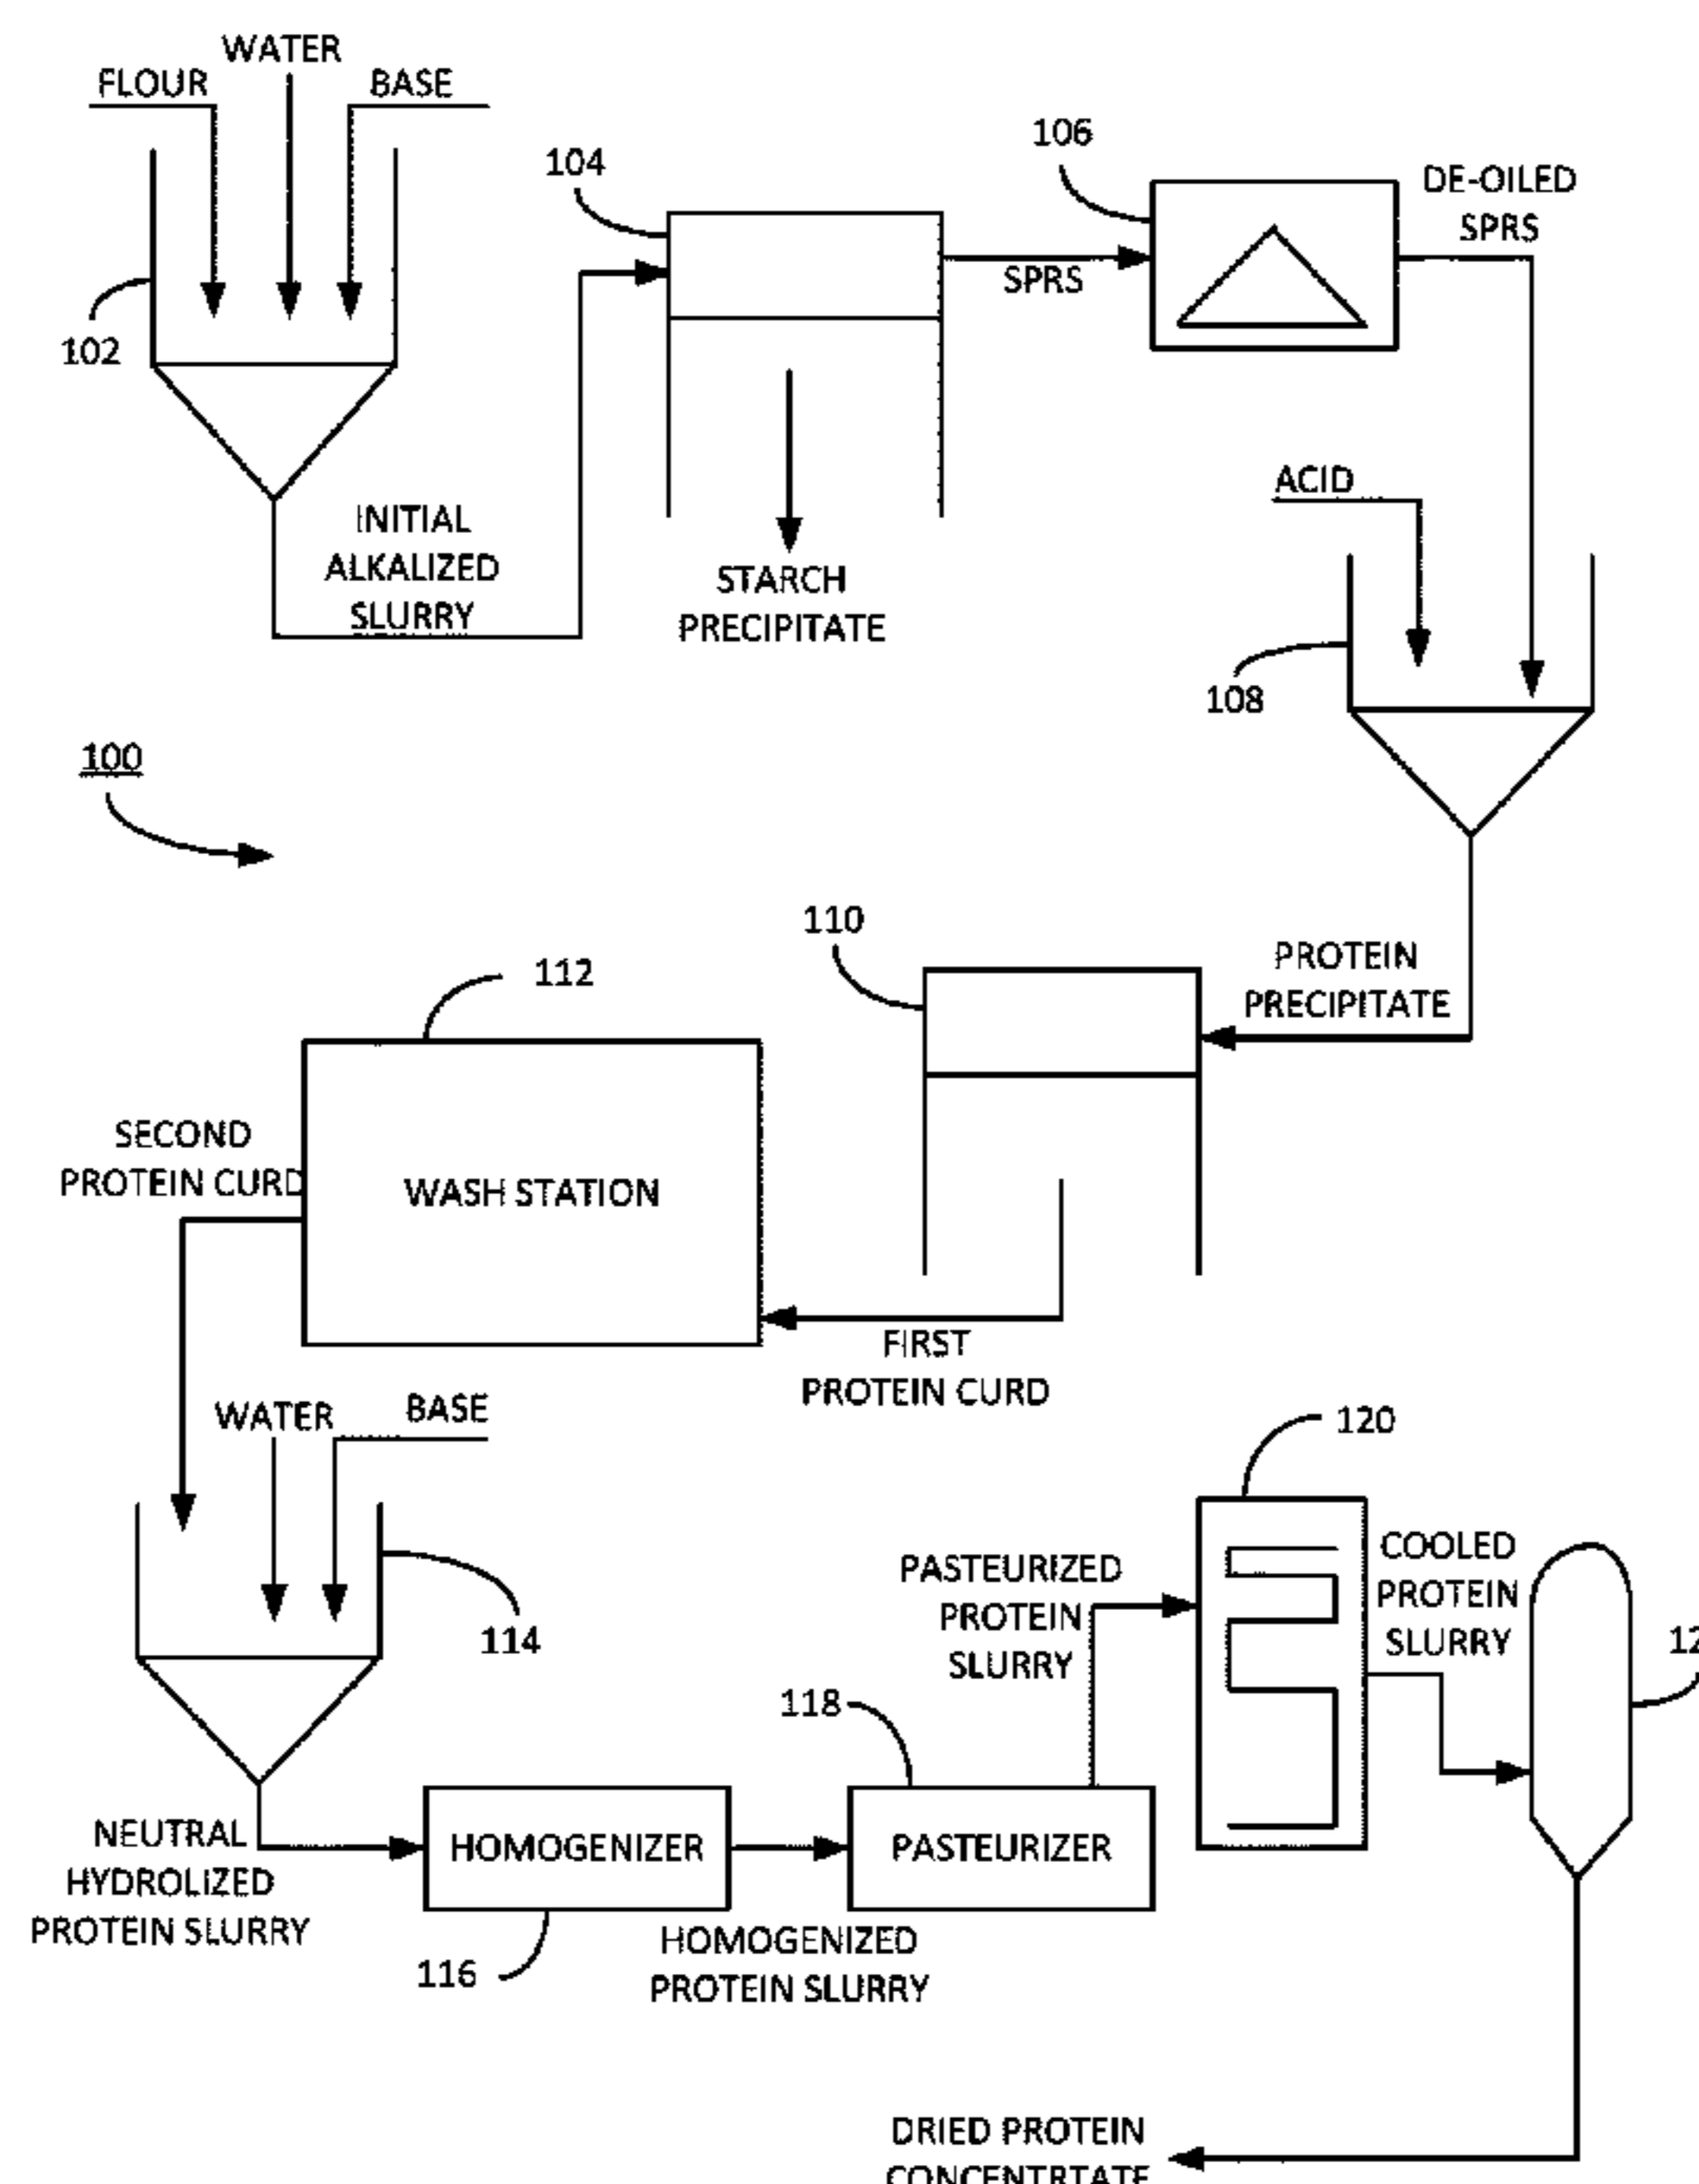 WATER
FLOUR
BASE
102
INITIAL
ALKALIZED
SLURRY
104
STARCH
PRECIPITATE
SPRS
106
DE-OILED
SPRS
ACID
108
100
PROTEIN
PRECIPITATE
110
112
WASH STATION
FIRST
PROTEIN CURD
SECOND
PROTEIN CURD
WATER
BASE
114
NEUTRAL
HYDROLIZED
PROTEIN SLURRY
HOMOGENIZER
116
HOMOGENIZED
PROTEIN SLURRY
118
PASTEURIZER
PASTEURIZED
PROTEIN
SLURRY
120
COOLED
PROTEIN
SLURRY
DRIED PROTEIN
CONCENTRTATE